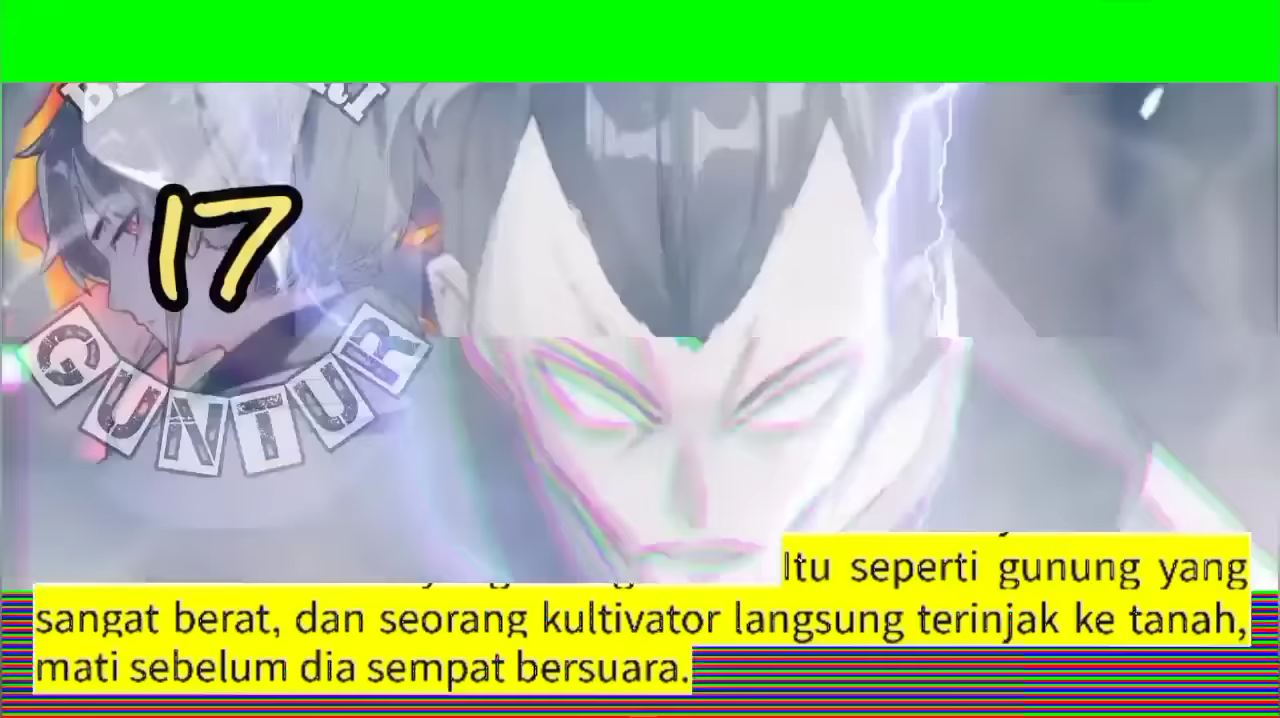 17
GUNTUR
Itu seperti gunung yang
sangat berat, dan seorang kultivator langsung terinjak ke tanah,
mati sebelum dia sempat bersuara.